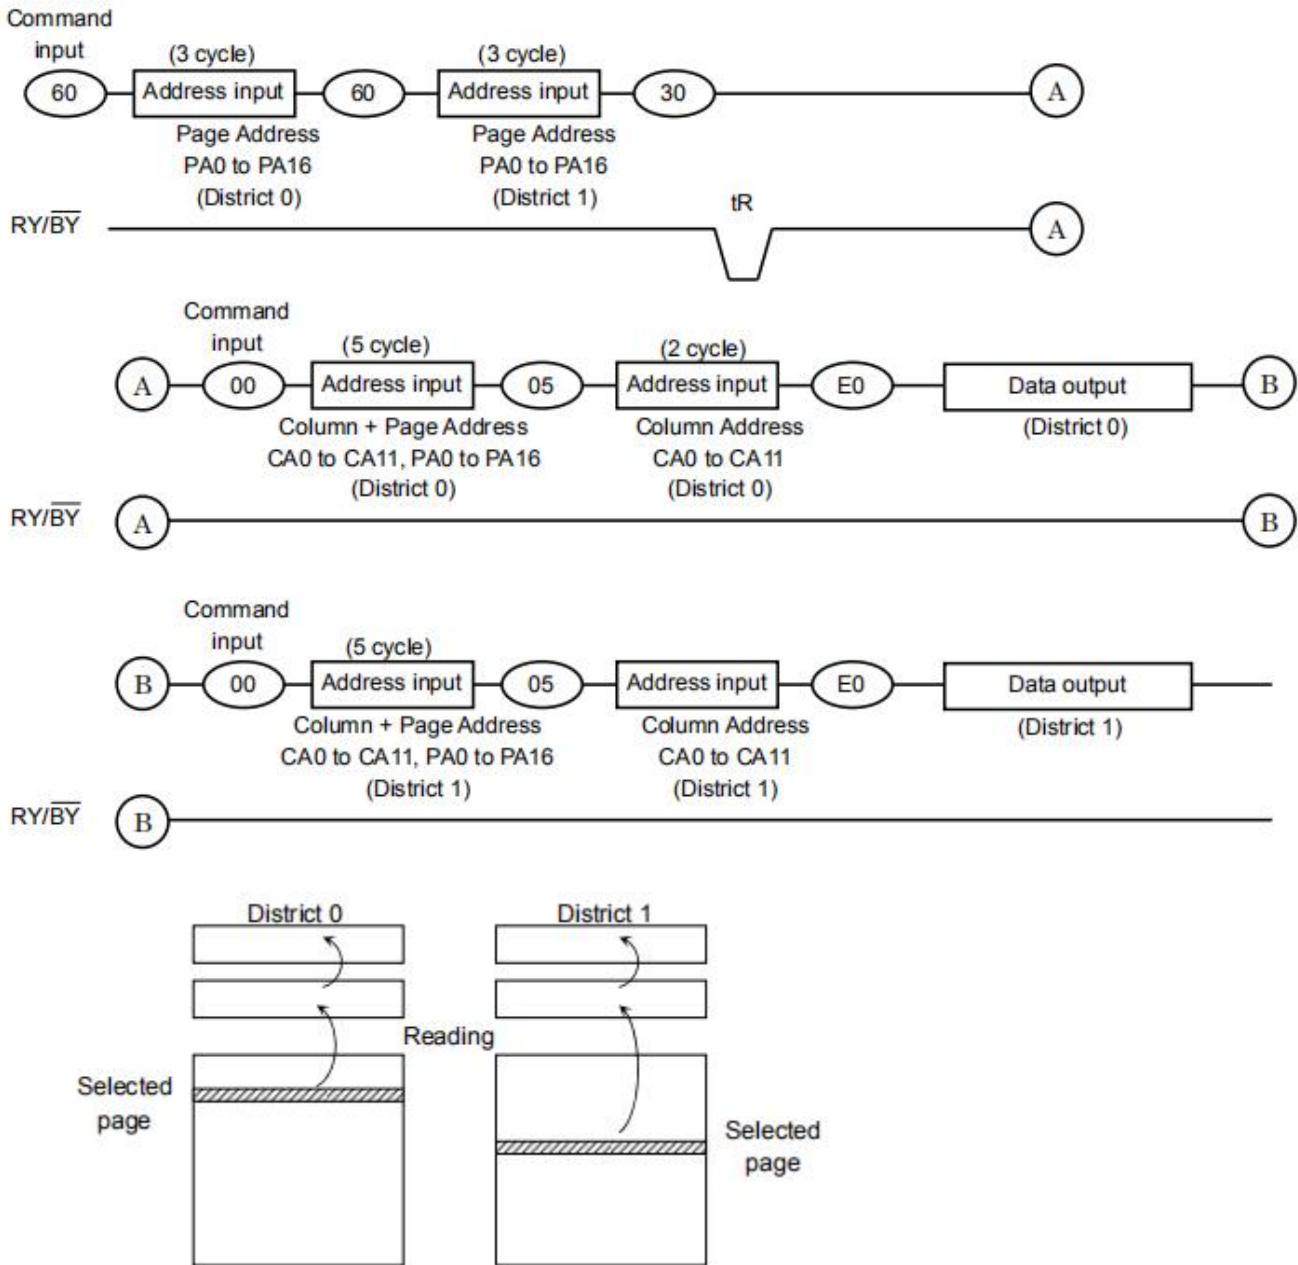 Command
input
(3 cycle) (3 cycle)
60 Address input 60 Address input 30 A
Page Address Page Address
PA0 to PA16 PA0 to PA16
(District 0) (District 1)
tR
RY/BY A
Command
input
(5 cycle) (2 cycle)
A 00 Address input 05 Address input E0 Data output B
Column + Page Address Column Address (District 0)
CA0 to CA11, PA0 to PA16 CA0 to CA11
(District 0) (District 0)
RY/BY A B
Command
input
(5 cycle)
B 00 Address input 05 Address input E0 Data output
Column + Page Address Column Address (District 1)
CA0 to CA11, PA0 to PA16 CA0 to CA11
(District 1) (District 1)
RY/BY B
District 0 District 1
Reading
Selected
page
Selected
page